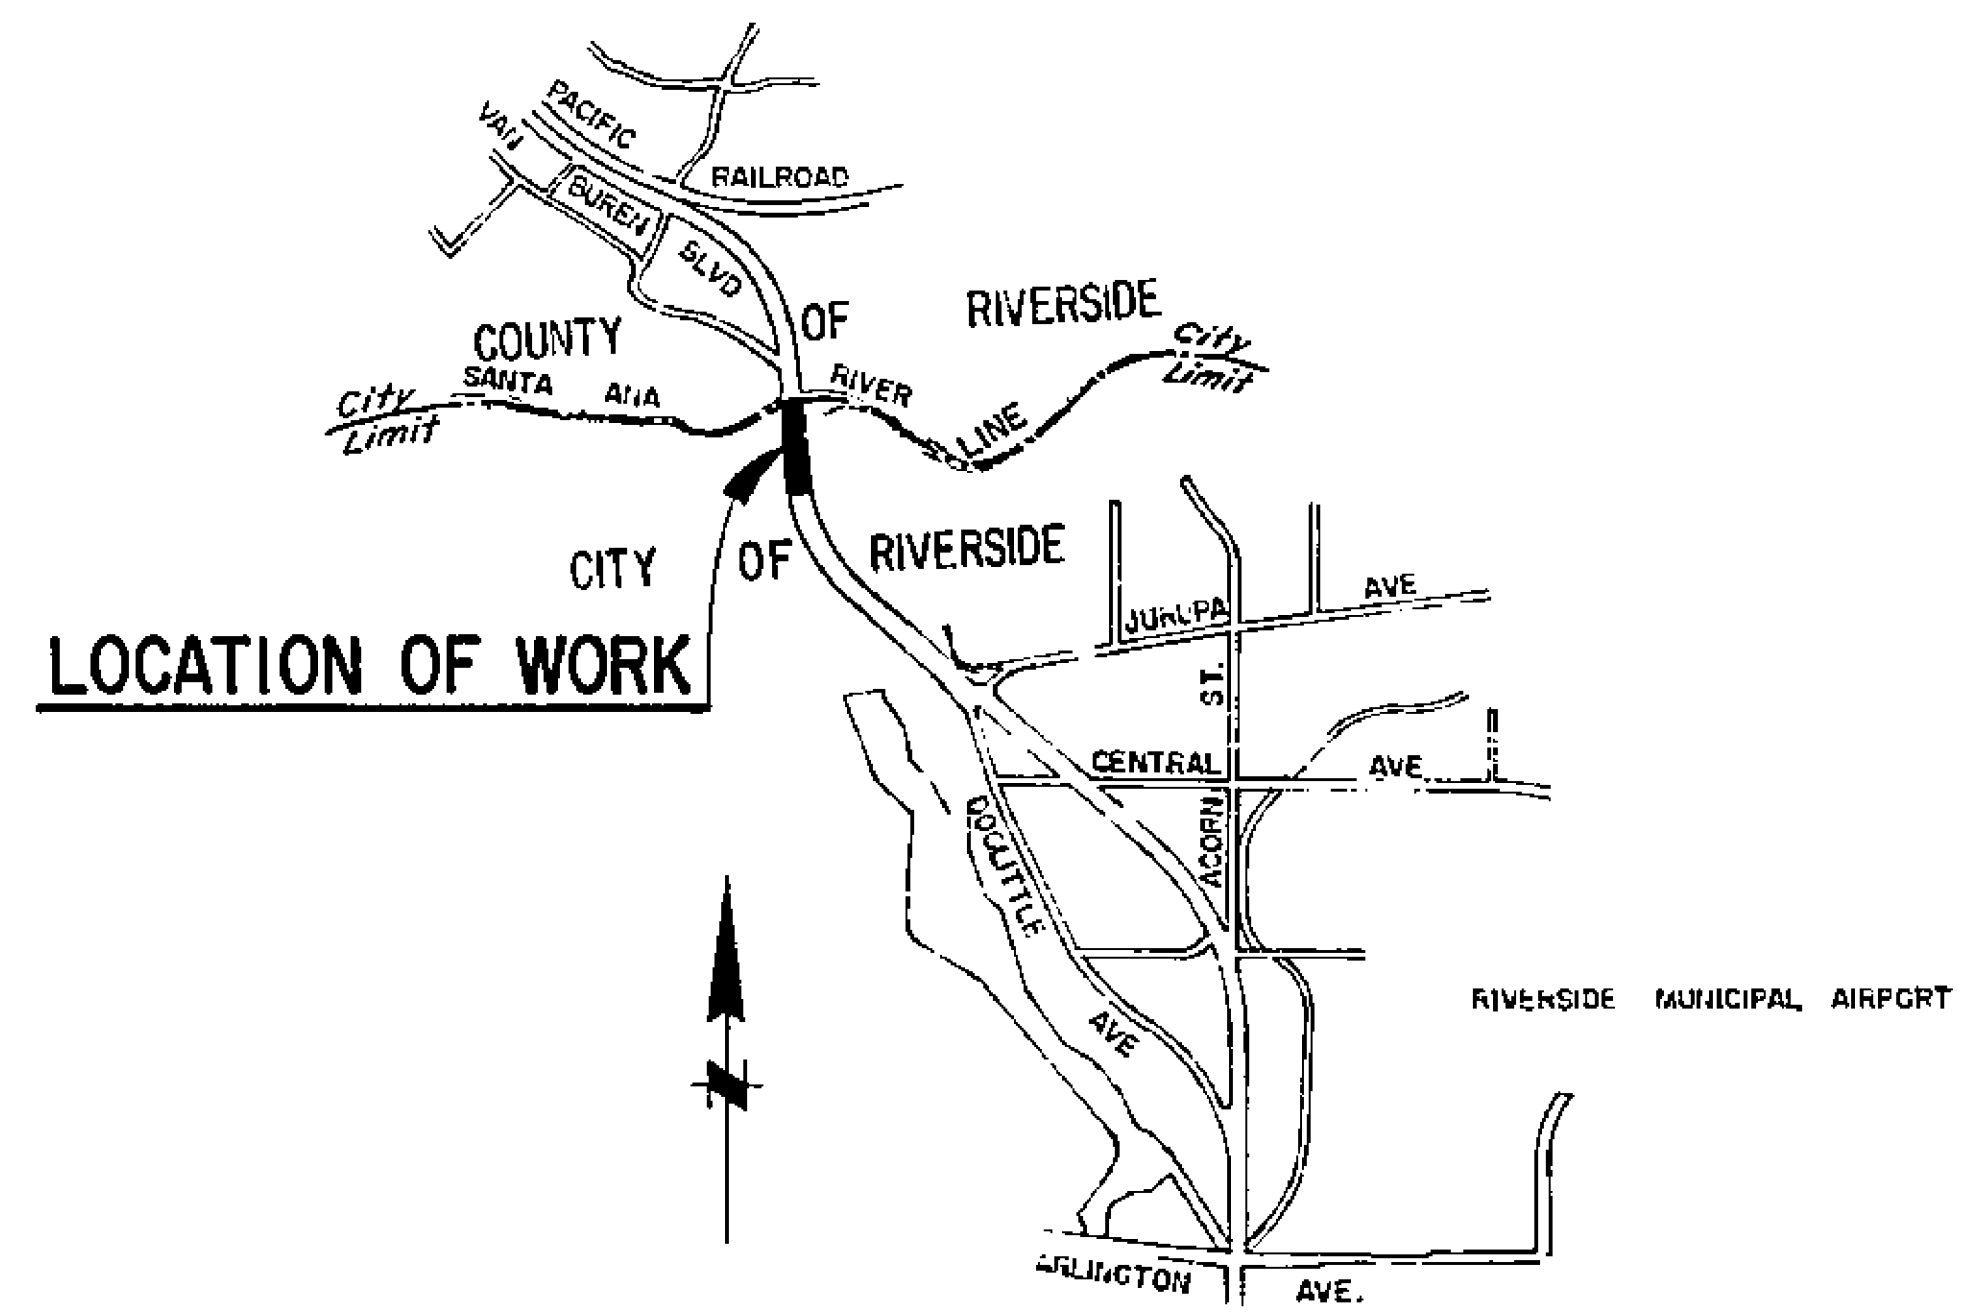 PACIFIC
RAILROAD
VAN BUREN BLVD
COUNTY OF RIVERSIDE
City Limit
SANTA ANA RIVER
LINE
City Limit
CITY OF RIVERSIDE
LOCATION OF WORK
JURUPA AVE
ACORN ST.
CENTRAL AVE
DOOLITTLE AVE
N
RIVERSIDE MUNICIPAL AIRPORT
ARLINGTON AVE.